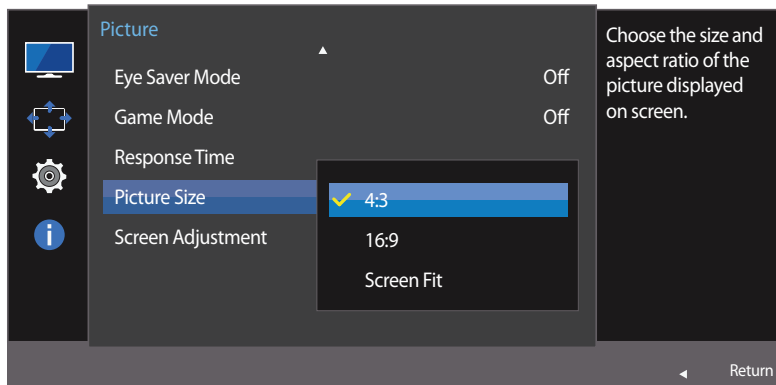 Picture
Eye Saver Mode Off
Game Mode Off
Response Time
Picture Size
Screen Adjustment
4:3
16:9
Screen Fit
Choose the size and
aspect ratio of the
picture displayed
on screen.
Return